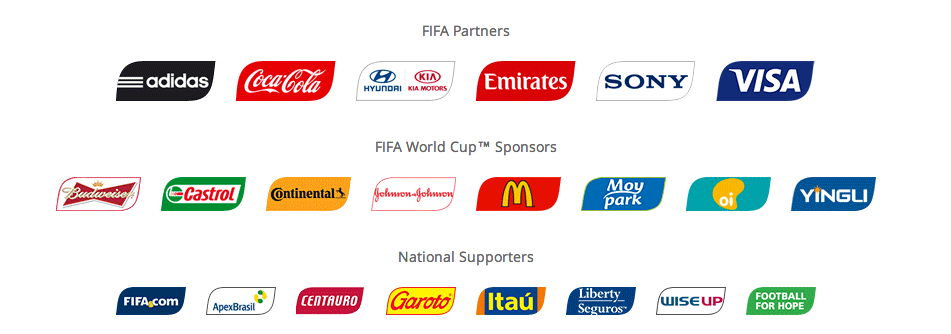 FIFA Partners
adidas Coca-Cola HYUNDAI KIA KIA MOTORS Emirates SONY VISA
FIFA World Cup™ Sponsors
Budweiser Castrol Continental Johnson & Johnson M Moy park oi YINGLI
National Supporters
FIFA.com ApexBrasil CENTAURO Garoto Itaú Liberty Seguros WISE UP FOOTBALL FOR HOPE